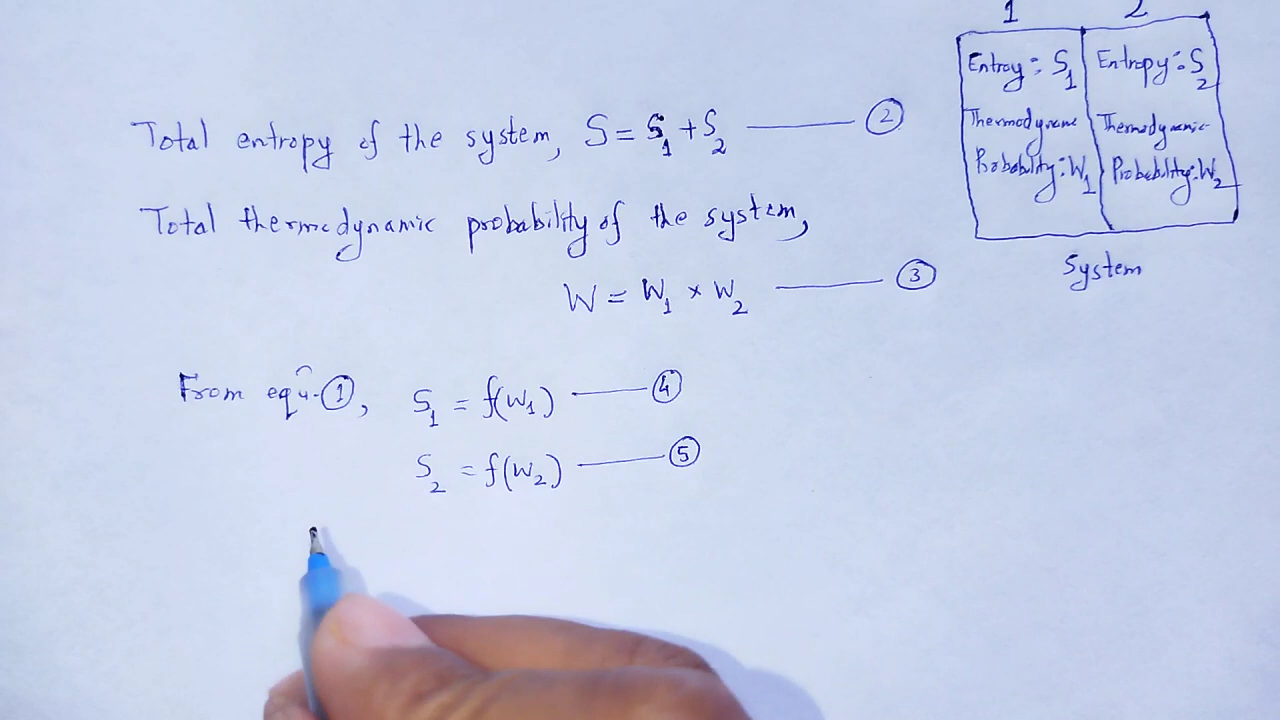 1 2
Entroy: S₁ Entropy: S₂
Thermodyname Thermodynamic
Probability: W₁ Probability: W₂
System
Total entropy of the system, S = S₁ + S₂ —— ②
Total thermodynamic probability of the system,
W = W₁ × W₂ —— ③
From equ.①, S₁ = f(W₁) —— ④
S₂ = f(W₂) —— ⑤